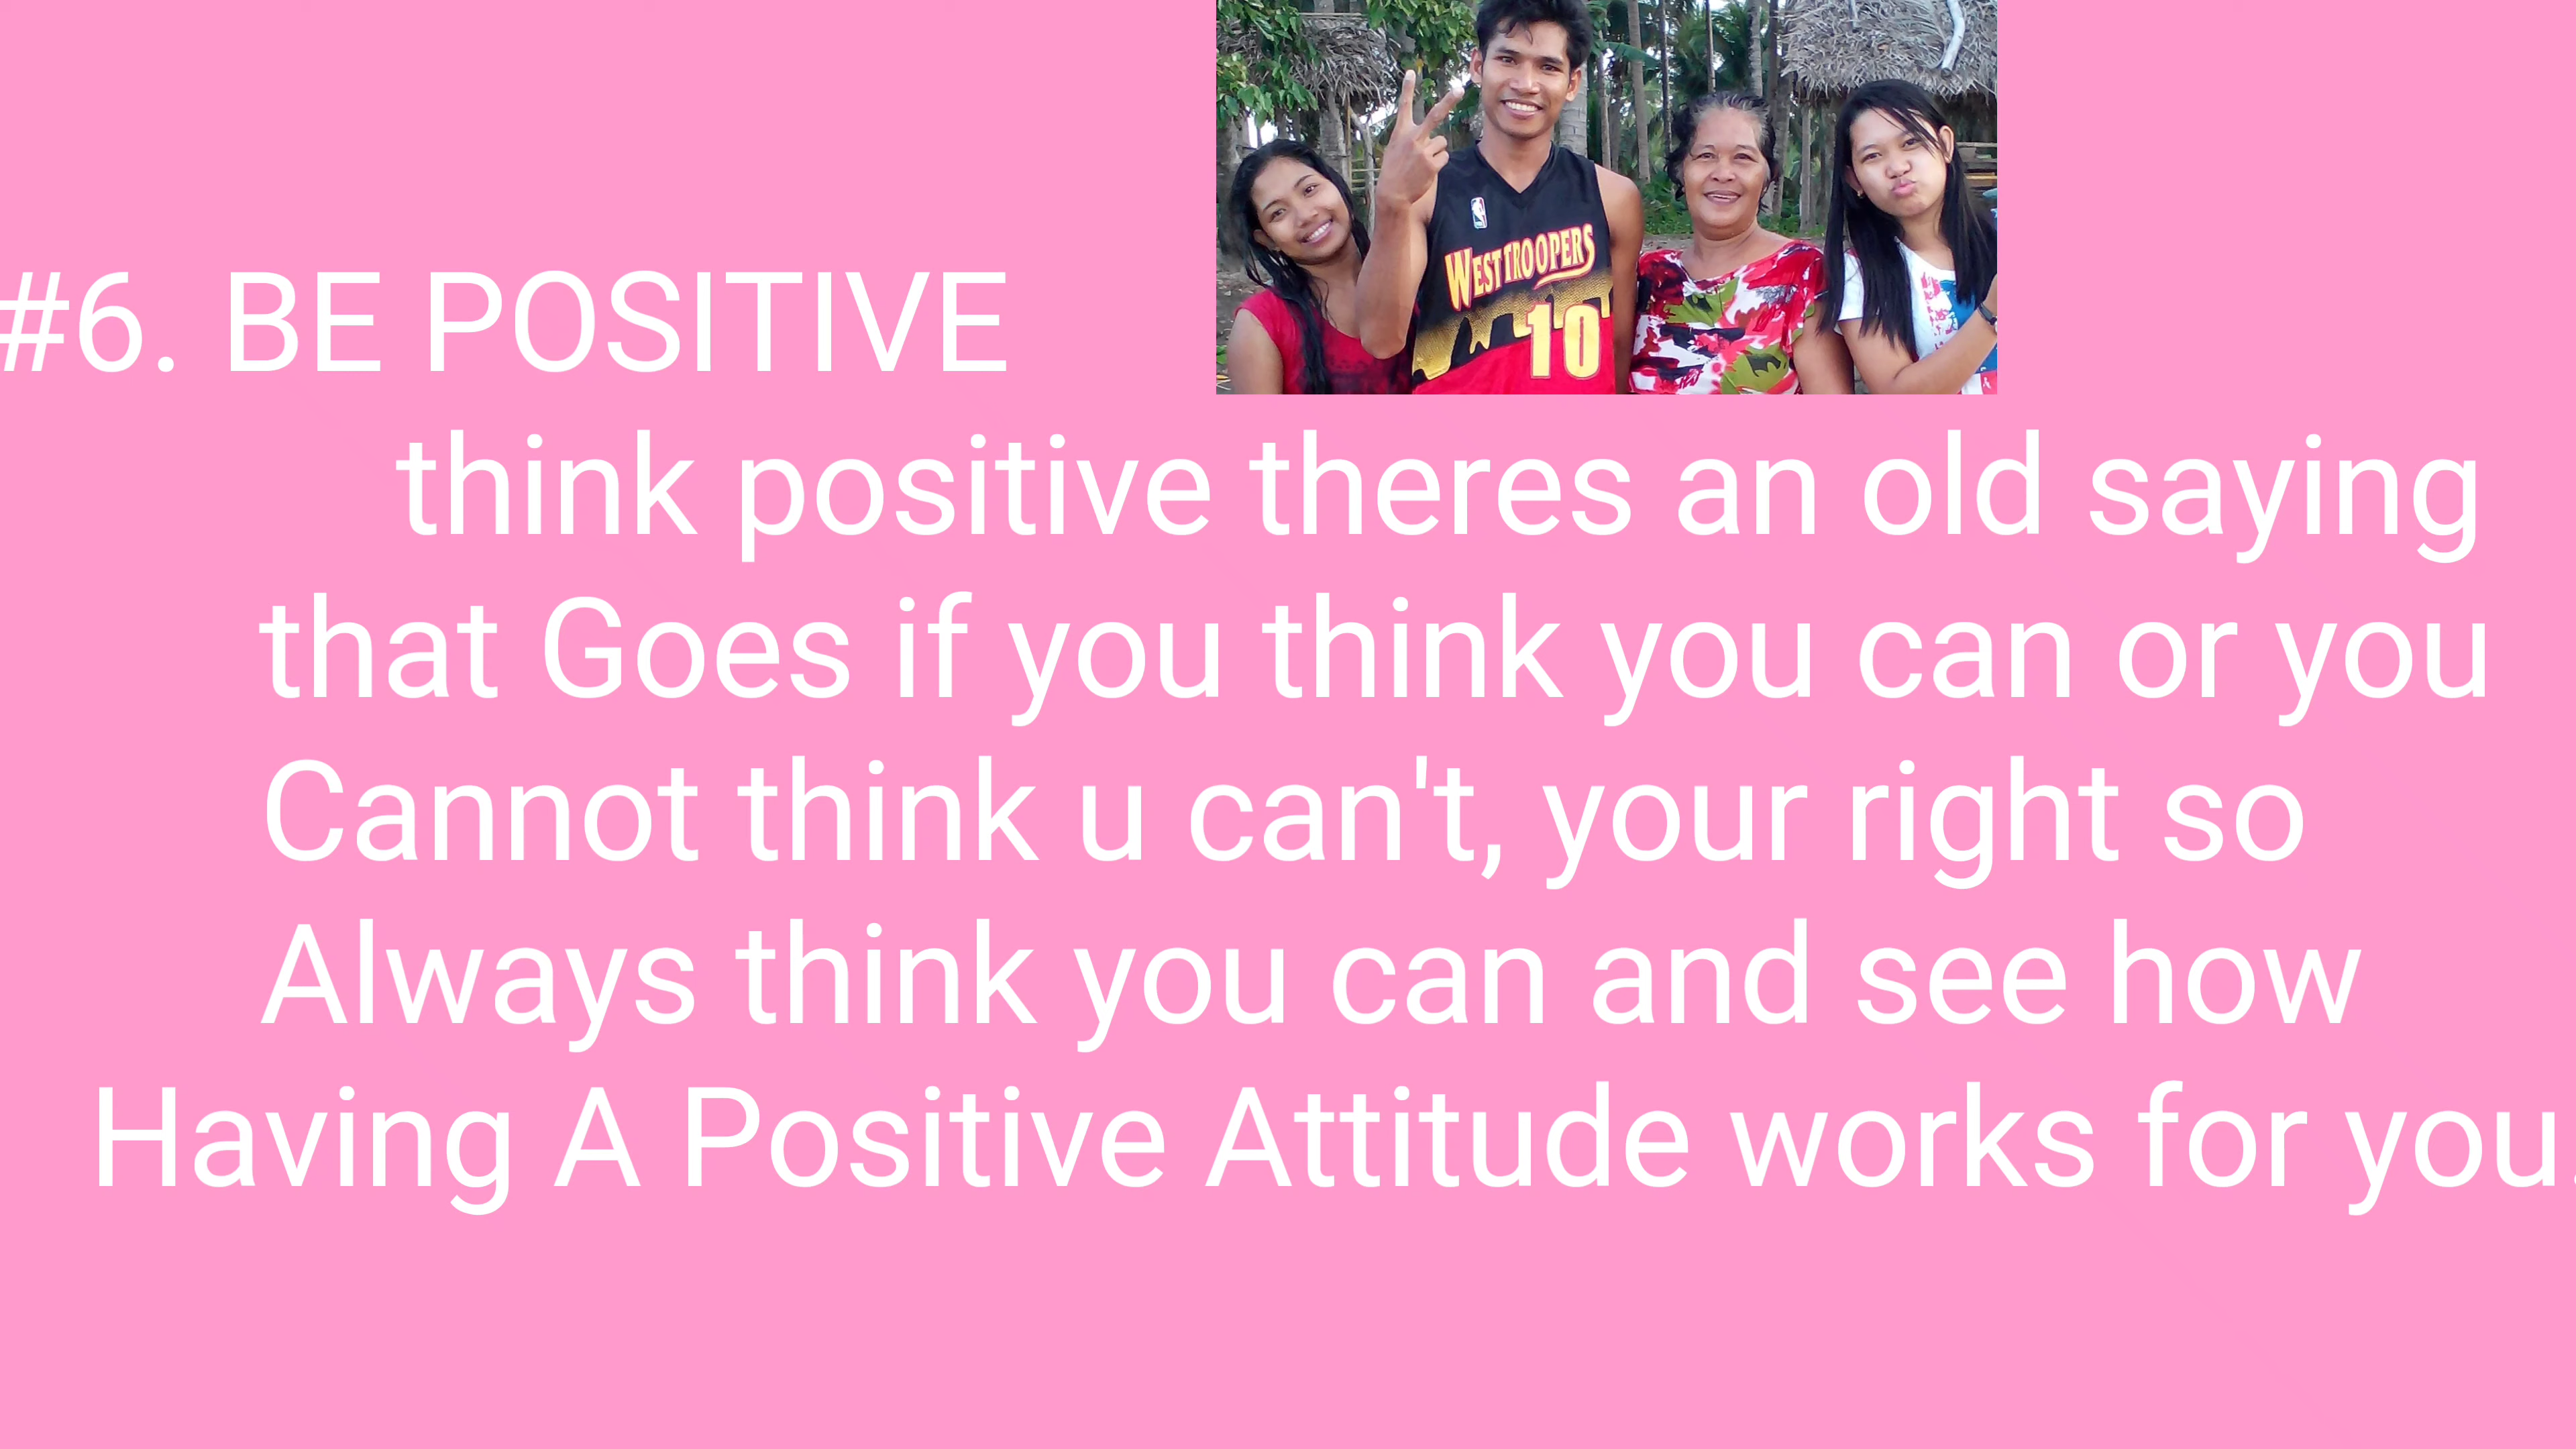 WESTTROOPERS
10
#6. BE POSITIVE
think positive theres an old saying
that Goes if you think you can or you
Cannot think u can't, your right so
Always think you can and see how
Having A Positive Attitude works for you.